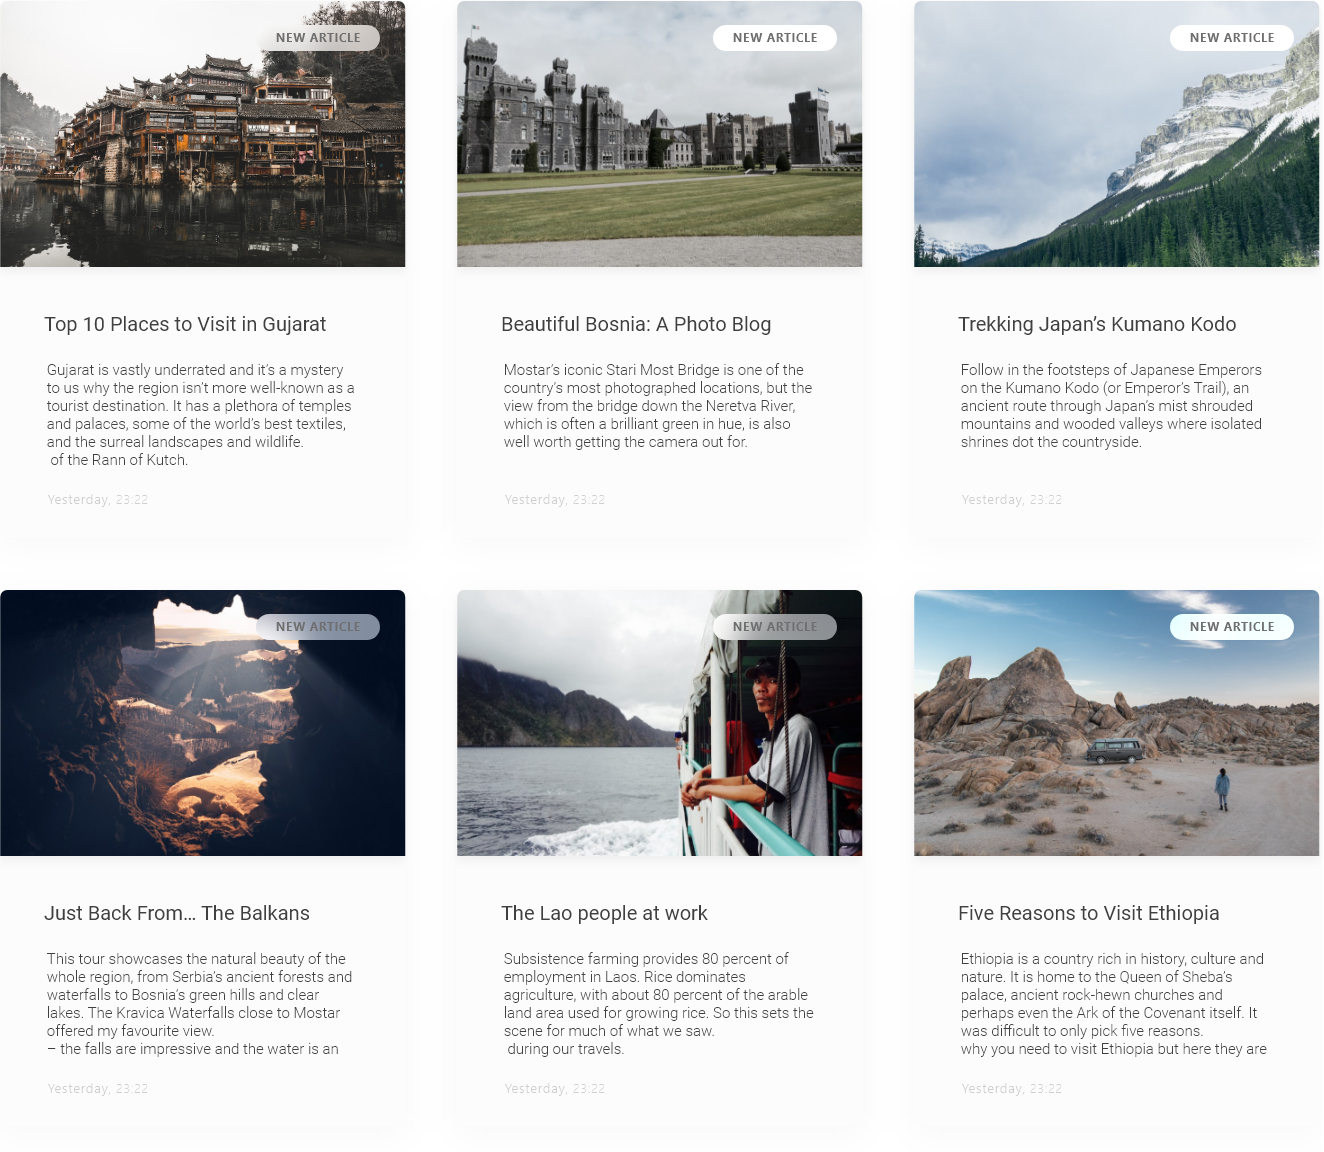 NEW ARTICLE
Top 10 Places to Visit in Gujarat
Gujarat is vastly underrated and it’s a mystery
to us why the region isn’t more well-known as a
tourist destination. It has a plethora of temples
and palaces, some of the world’s best textiles,
and the surreal landscapes and wildlife.
of the Rann of Kutch.
Yesterday, 23:22
NEW ARTICLE
Beautiful Bosnia: A Photo Blog
Mostar’s iconic Stari Most Bridge is one of the
country’s most photographed locations, but the
view from the bridge down the Neretva River,
which is often a brilliant green in hue, is also
well worth getting the camera out for.
Yesterday, 23:22
NEW ARTICLE
Trekking Japan’s Kumano Kodo
Follow in the footsteps of Japanese Emperors
on the Kumano Kodo (or Emperor’s Trail), an
ancient route through Japan’s mist shrouded
mountains and wooded valleys where isolated
shrines dot the countryside.
Yesterday, 23:22
NEW ARTICLE
Just Back From... The Balkans
This tour showcases the natural beauty of the
whole region, from Serbia’s ancient forests and
waterfalls to Bosnia’s green hills and clear
lakes. The Kravica Waterfalls close to Mostar
offered my favourite view.
– the falls are impressive and the water is an
Yesterday, 23:22
NEW ARTICLE
The Lao people at work
Subsistence farming provides 80 percent of
employment in Laos. Rice dominates
agriculture, with about 80 percent of the arable
land area used for growing rice. So this sets the
scene for much of what we saw.
during our travels.
Yesterday, 23:22
NEW ARTICLE
Five Reasons to Visit Ethiopia
Ethiopia is a country rich in history, culture and
nature. It is home to the Queen of Sheba’s
palace, ancient rock-hewn churches and
perhaps even the Ark of the Covenant itself. It
was difficult to only pick five reasons.
why you need to visit Ethiopia but here they are
Yesterday, 23:22